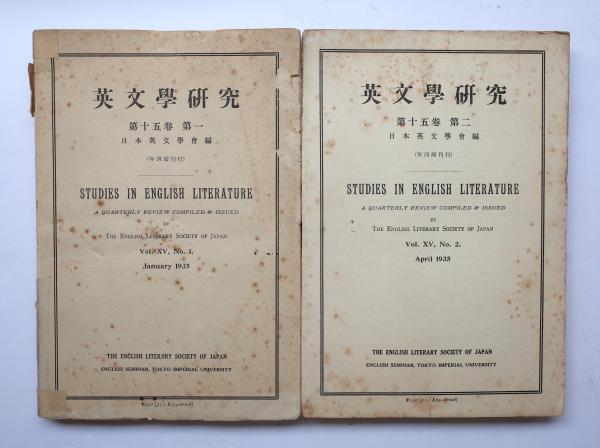 英文學研究
第十五卷 第一
日本英文學會編
(年四回刊行)
STUDIES IN ENGLISH LITERATURE
A QUARTERLY REVIEW COMPILED & ISSUED
BY
THE ENGLISH LITERARY SOCIETY OF JAPAN
Vol. XV, No. 1.
January 1935
THE ENGLISH LITERARY SOCIETY OF JAPAN
ENGLISH SEMINAR, TOKYO IMPERIAL UNIVERSITY
英文學研究
第十五卷 第二
日本英文學會編
(年四回刊行)
STUDIES IN ENGLISH LITERATURE
A QUARTERLY REVIEW COMPILED & ISSUED
BY
THE ENGLISH LITERARY SOCIETY OF JAPAN
Vol. XV, No. 2.
April 1935
THE ENGLISH LITERARY SOCIETY OF JAPAN
ENGLISH SEMINAR, TOKYO IMPERIAL UNIVERSITY